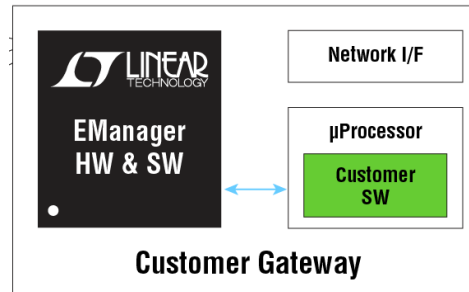 LINEAR
TECHNOLOGY
EManager
HW & SW
Network I/F
µProcessor
Customer
SW
Customer Gateway